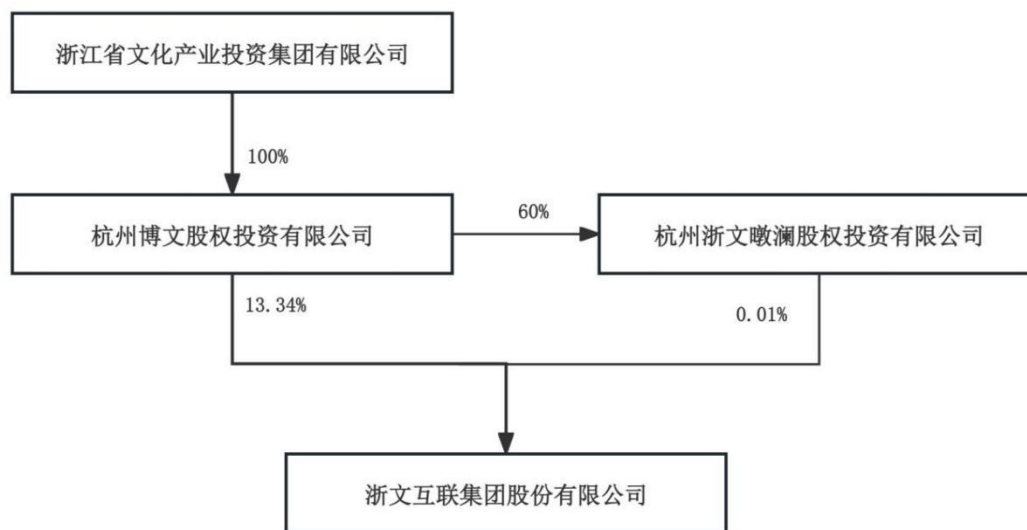 浙江省文化产业投资集团有限公司
100%
杭州博文股权投资有限公司
60%
杭州浙文暾澜股权投资有限公司
13.34%
0.01%
浙文互联集团股份有限公司